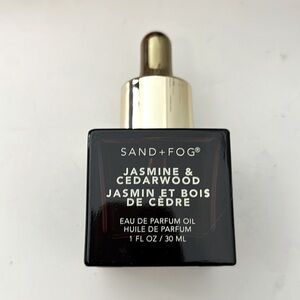 SAND+FOG®
JASMINE &
CEDARWOOD
JASMIN ET BOIS
DE CÈDRE
EAU DE PARFUM OIL
HUILE DE PARFUM
1 FL OZ / 30 ML